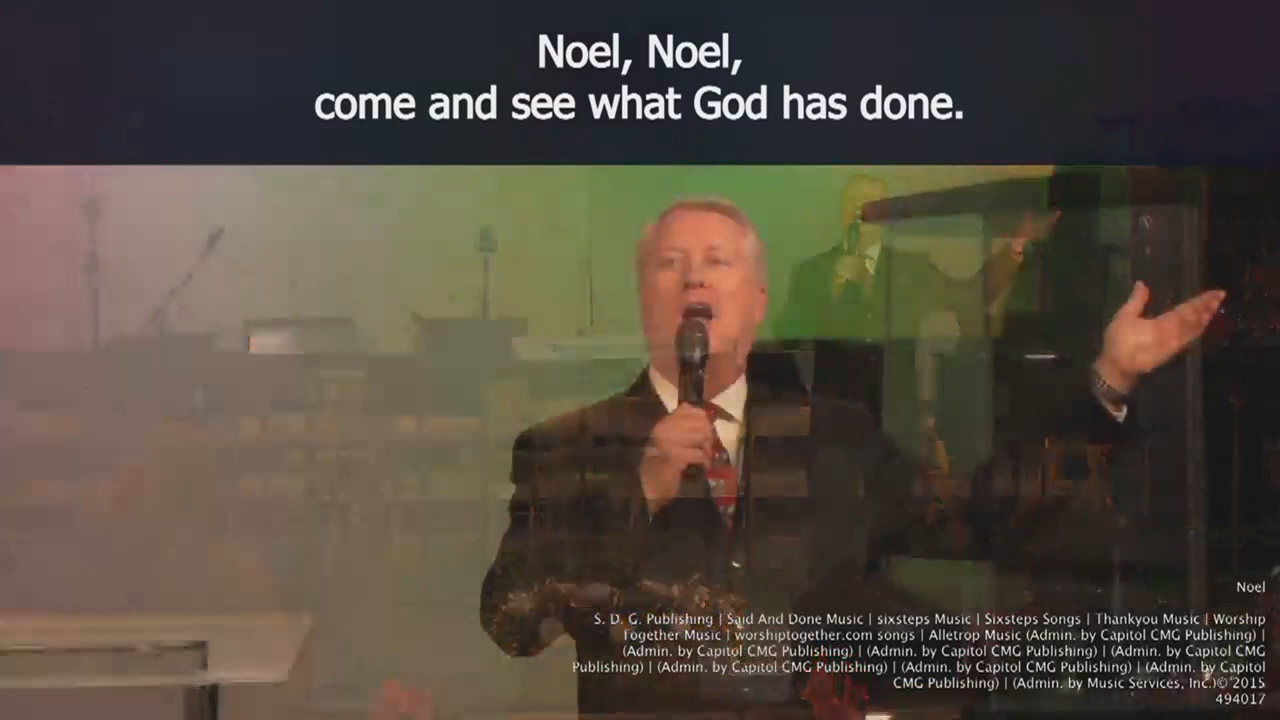 Noel, Noel,
come and see what God has done.
Noel
S. D. G. Publishing | Said And Done Music | sixsteps Music | Sixsteps Songs | Thankyou Music | Worship
Together Music | worshiptogether.com songs | Alletrop Music (Admin. by Capitol CMG Publishing) |
(Admin. by Capitol CMG Publishing) | (Admin. by Capitol CMG Publishing) | (Admin. by Capitol CMG
Publishing) | (Admin. by Capitol CMG Publishing) | (Admin. by Capitol CMG Publishing) | (Admin. by Capitol
CMG Publishing) | (Admin. by Music Services, Inc.)© 2015
494017